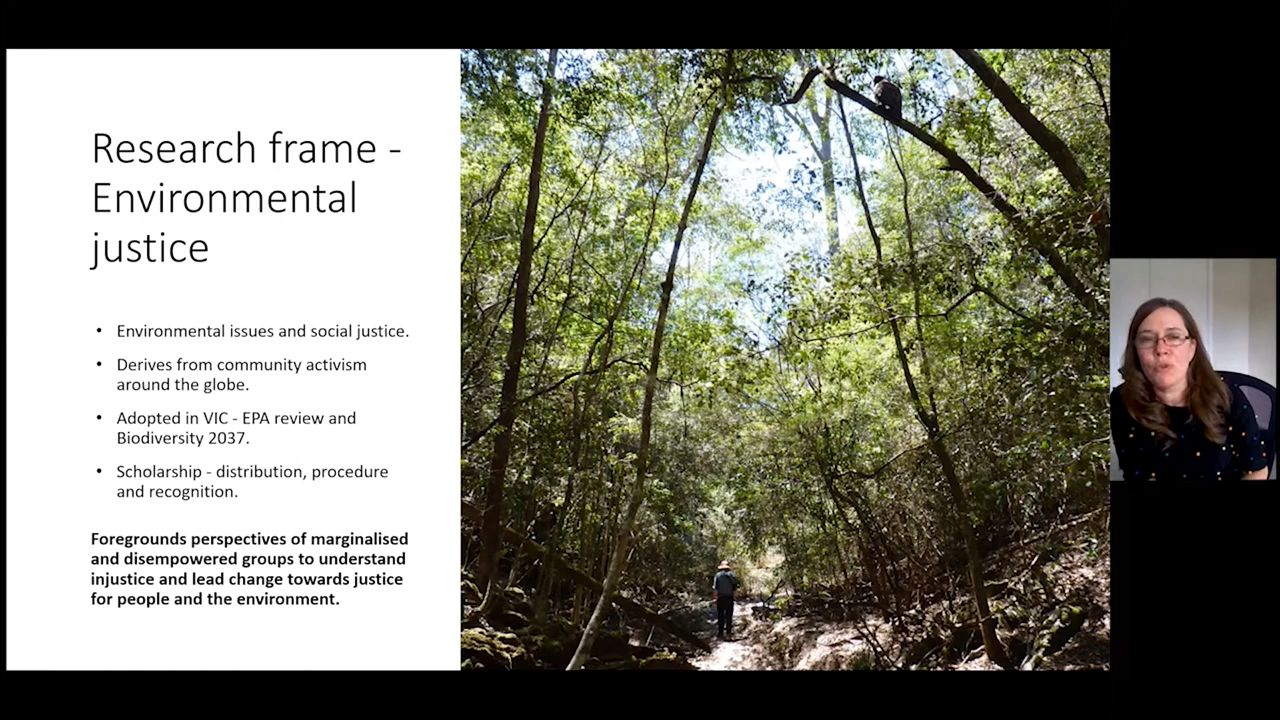 Research frame -
Environmental
justice
• Environmental issues and social justice.
• Derives from community activism
around the globe.
• Adopted in VIC - EPA review and
Biodiversity 2037.
• Scholarship - distribution, procedure
and recognition.
Foregrounds perspectives of marginalised
and disempowered groups to understand
injustice and lead change towards justice
for people and the environment.